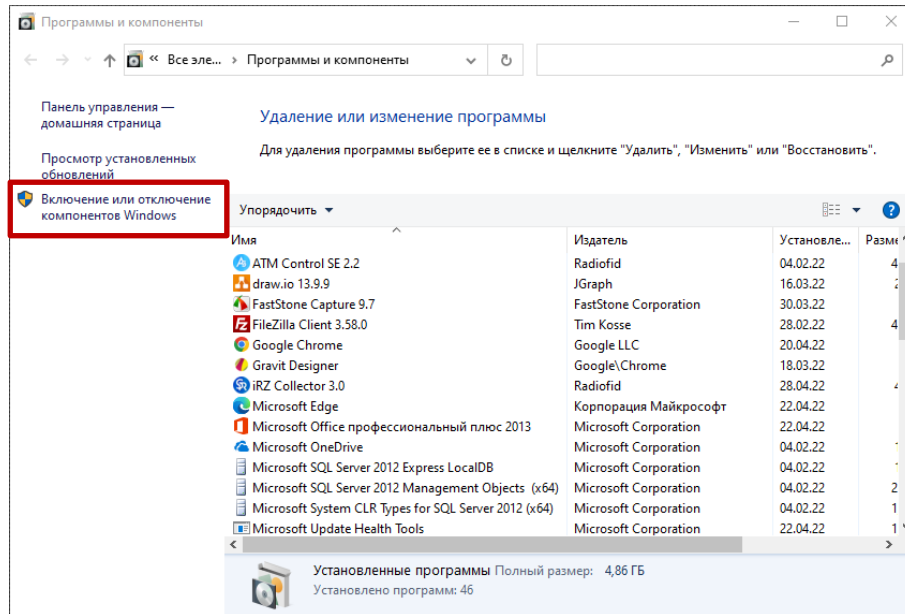 Программы и компоненты
« Все эле... › Программы и компоненты
Панель управления —
домашняя страница
Просмотр установленных
обновлений
Включение или отключение
компонентов Windows
Удаление или изменение программы
Для удаления программы выберите ее в списке и щелкните "Удалить", "Изменить" или "Восстановить".
Упорядочить
Имя Издатель Установле... Разме
ATM Control SE 2.2 Radiofid 04.02.22 4
draw.io 13.9.9 JGraph 16.03.22 2
FastStone Capture 9.7 FastStone Corporation 30.03.22
FileZilla Client 3.58.0 Tim Kosse 28.02.22 4
Google Chrome Google LLC 20.04.22
Gravit Designer Google\Chrome 18.03.22
iRZ Collector 3.0 Radiofid 28.04.22
Microsoft Edge Корпорация Майкрософт 22.04.22
Microsoft Office профессиональный плюс 2013 Microsoft Corporation 22.04.22
Microsoft OneDrive Microsoft Corporation 04.02.22
Microsoft SQL Server 2012 Express LocalDB Microsoft Corporation 04.02.22
Microsoft SQL Server 2012 Management Objects (x64) Microsoft Corporation 04.02.22 2
Microsoft System CLR Types for SQL Server 2012 (x64) Microsoft Corporation 04.02.22 1
Microsoft Update Health Tools Microsoft Corporation 22.04.22 1
Установленные программы Полный размер: 4,86 ГБ
Установлено программ: 46